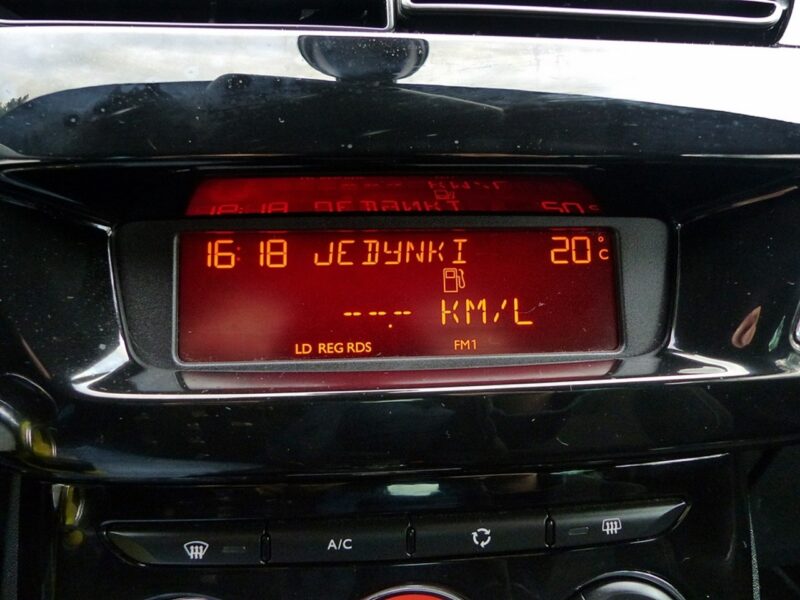 16:18 JEDYNKI 20°C
--.- KM/L
LD REG RDS FM1
A/C